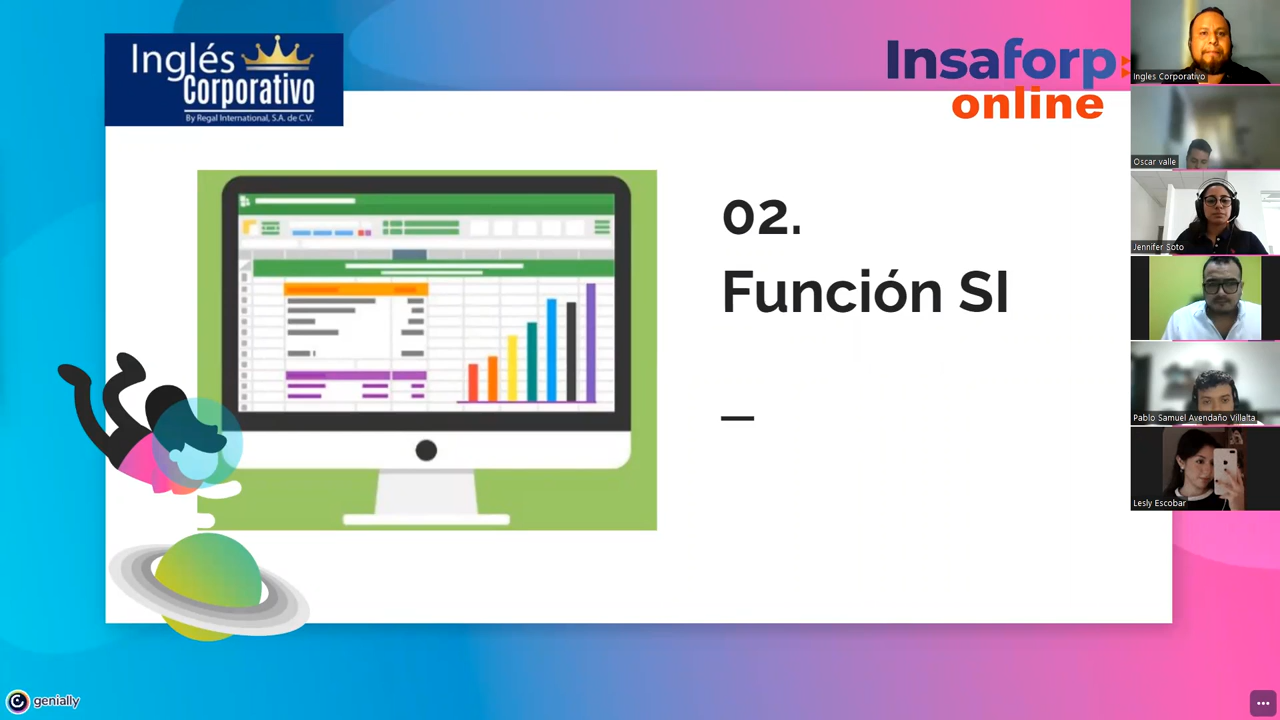 Inglés
Corporativo
By Regal International, S.A. de C.V.
Insaforp
online
02.
Función SI
genially
Ingles Corporativo
Oscar valle
Jennifer Soto
Pablo Samuel Avendaño Villalta
Lesly Escobar